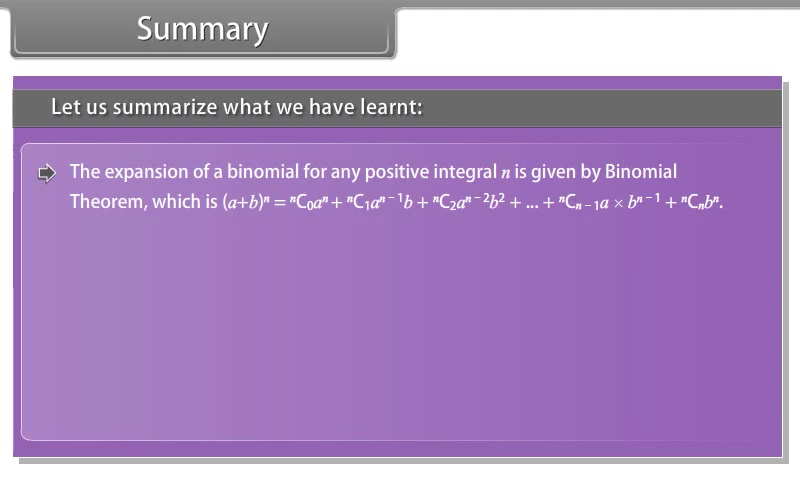 Summary
Let us summarize what we have learnt:
The expansion of a binomial for any positive integral n is given by Binomial
Theorem, which is (a+b)ⁿ = ⁿC₀aⁿ + ⁿC₁aⁿ⁻¹b + ⁿC₂aⁿ⁻²b² + ... + ⁿCₙ₋₁a × bⁿ⁻¹ + ⁿCₙbⁿ.